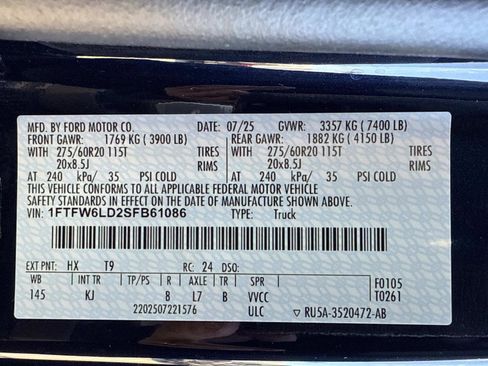 MFD. BY FORD MOTOR CO. DATE: 07/25 GVWR: 3357 KG ( 7400 LB)
FRONT GAWR: 1769 KG ( 3900 LB) REAR GAWR: 1882 KG ( 4150 LB)
WITH 275/60R20 115T TIRES WITH 275/60R20 115T TIRES
20x8.5J RIMS 20x8.5J RIMS
AT 240 kPa/ 35 PSI COLD AT 240 kPa/ 35 PSI COLD
THIS VEHICLE CONFORMS TO ALL APPLICABLE FEDERAL MOTOR VEHICLE
SAFETY STANDARDS IN EFFECT ON THE DATE OF MANUFACTURE SHOWN ABOVE.
VIN: 1FTFW6LD2SFB61086 TYPE: Truck
EXT PNT: HX T9 RC: 24 DSO:
WB INT TR TP/PS R AXLE TR SPR F0105
145 KJ 8 L7 B VVCC T0261
2202507221576 ULC ▽ RU5A-3520472-AB